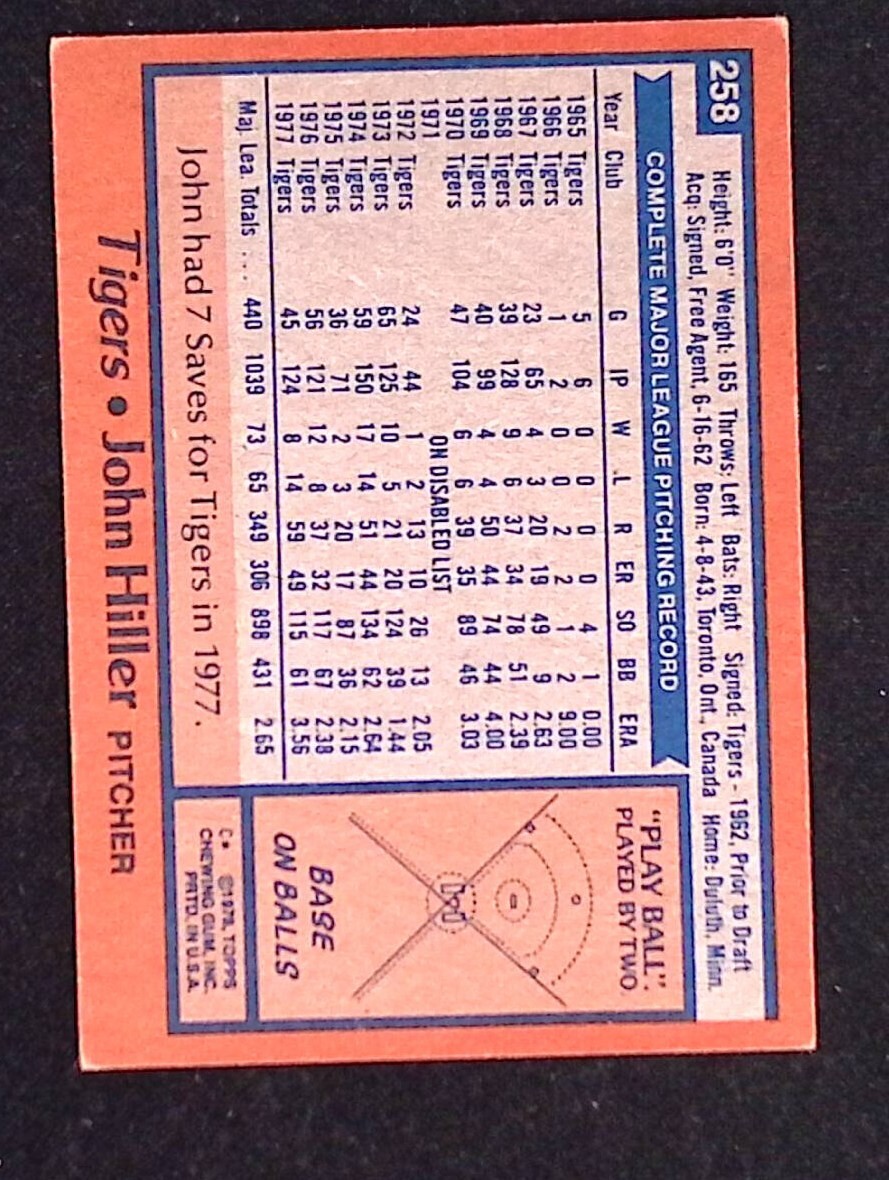 258
Height: 6'0" Weight: 165 Throws: Left Bats: Right Signed: Tigers - 1962, Prior to Draft
Acq: Signed, Free Agent, 6-16-62 Born: 4-8-43, Toronto, Ont., Canada Home: Duluth, Minn.
COMPLETE MAJOR LEAGUE PITCHING RECORD
Year Club G IP W L R ER SO BB ERA
1965 Tigers 5 6 0 0 0 0 4 1 0.00
1966 Tigers 1 2 0 0 2 2 1 2 9.00
1967 Tigers 23 65 4 3 20 19 49 9 2.63
1968 Tigers 39 128 9 6 37 34 78 51 2.39
1969 Tigers 40 99 4 4 50 44 74 44 4.00
1970 Tigers 47 104 6 6 39 35 89 46 3.03
1971 ON DISABLED LIST
1972 Tigers 24 44 1 2 13 10 26 13 2.05
1973 Tigers 65 125 10 5 21 20 124 39 1.44
1974 Tigers 59 150 17 14 51 44 134 62 2.64
1975 Tigers 36 71 2 3 20 17 87 36 2.15
1976 Tigers 56 121 12 8 37 32 117 67 2.38
1977 Tigers 45 124 8 14 59 49 115 61 3.56
Maj. Lea. Totals ... 440 1039 73 65 349 306 898 431 2.65
John had 7 Saves for Tigers in 1977.
"PLAY BALL"
PLAYED BY TWO
BASE
ON BALLS
C* ©1978, TOPPS
CHEWING GUM, INC.
PRTD. IN U.S.A.
Tigers • John Hiller PITCHER